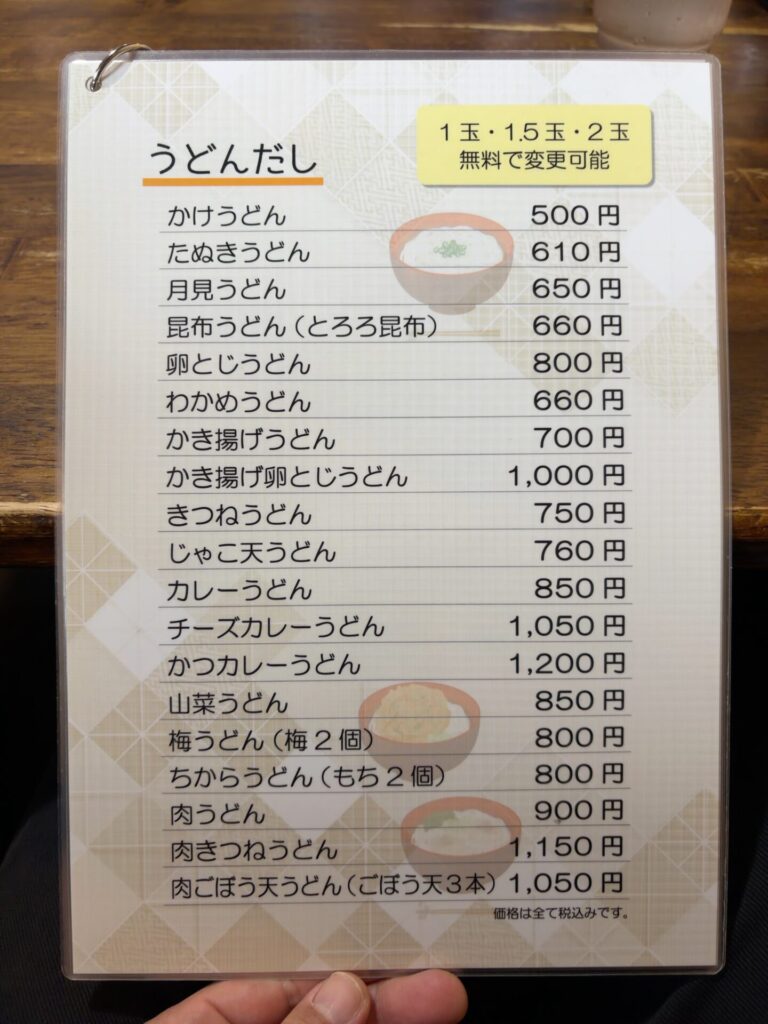 うどんだし
1玉・1.5玉・2玉
無料で変更可能
かけうどん 500円
たぬきうどん 610円
月見うどん 650円
昆布うどん（とろろ昆布） 660円
卵とじうどん 800円
わかめうどん 660円
かき揚げうどん 700円
かき揚げ卵とじうどん 1,000円
きつねうどん 750円
じゃこ天うどん 760円
カレーうどん 850円
チーズカレーうどん 1,050円
かつカレーうどん 1,200円
山菜うどん 850円
梅うどん（梅2個） 800円
ちからうどん（もち2個） 800円
肉うどん 900円
肉きつねうどん 1,150円
肉ごぼう天うどん（ごぼう天3本） 1,050円
価格は全て税込みです。